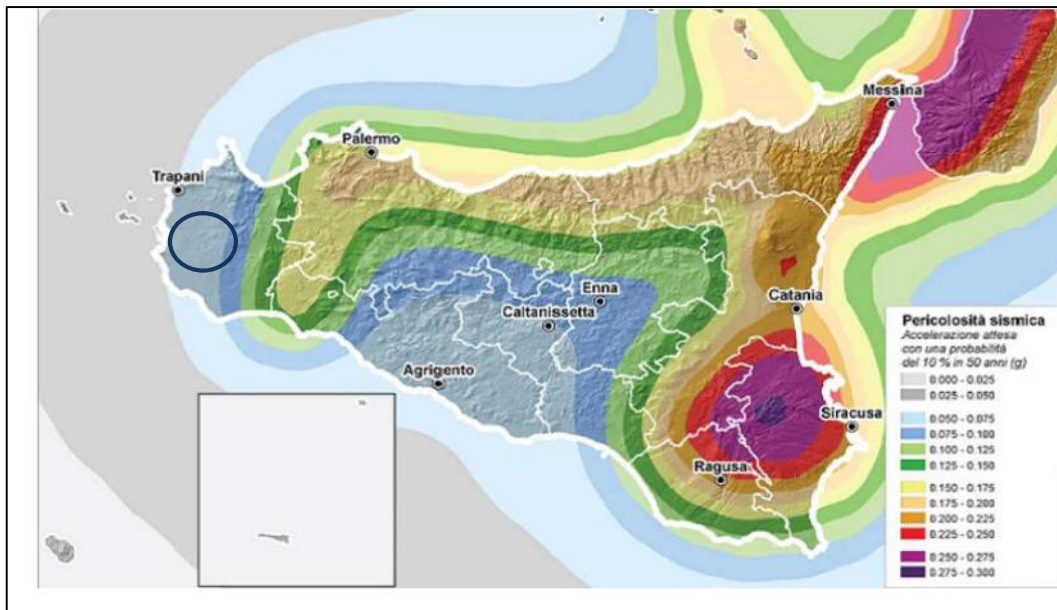 Messina
Palermo
Trapani
Enna
Caltanissetta
Catania
Agrigento
Siracusa
Ragusa
Pericolosità sismica
Accelerazione attesa
con una probabilità
del 10 % in 50 anni (g)
0.000 - 0.025
0.025 - 0.050
0.050 - 0.075
0.075 - 0.100
0.100 - 0.125
0.125 - 0.150
0.150 - 0.175
0.175 - 0.200
0.200 - 0.225
0.225 - 0.250
0.250 - 0.275
0.275 - 0.300